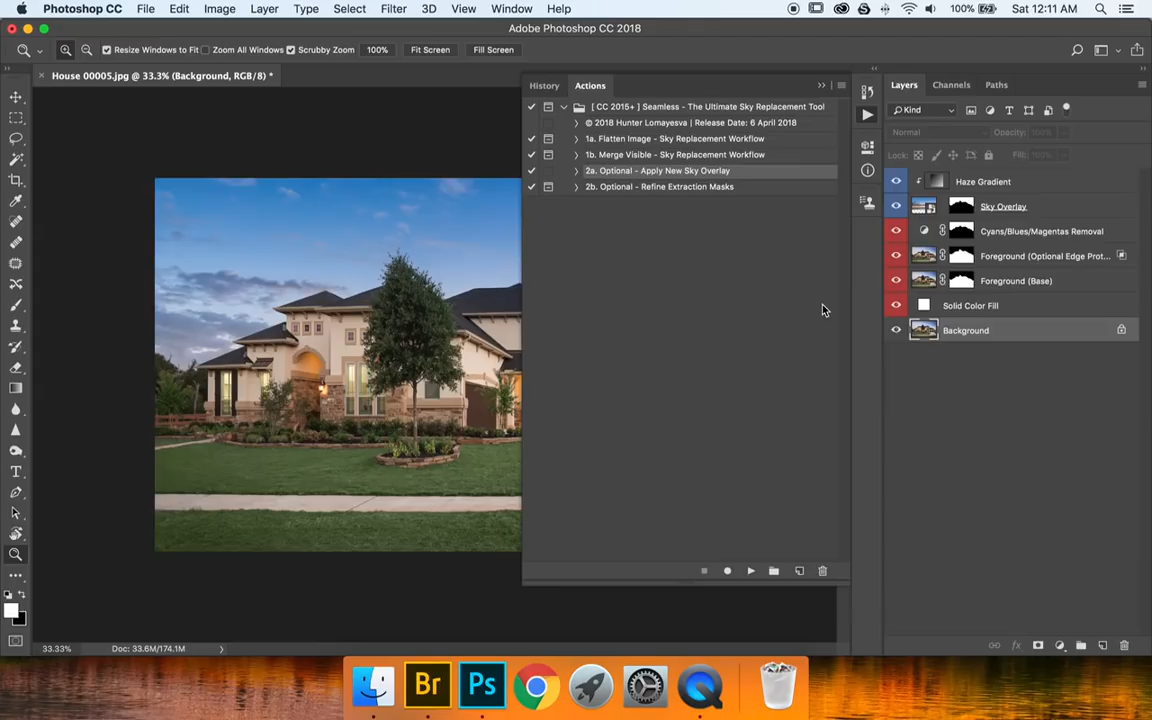 Photoshop CC File Edit Image Layer Type Select Filter 3D View Window Help 100% Sat 12:11 AM
Adobe Photoshop CC 2018
Resize Windows to Fit Zoom All Windows Scrubby Zoom 100% Fit Screen Fill Screen
House 00005.jpg @ 33.3% (Background, RGB/8) *
History Actions
Layers Channels Paths
[ CC 2015+ ] Seamless - The Ultimate Sky Replacement Tool
Kind
© 2018 Hunter Lomayesva | Release Date: 6 April 2018
Normal Opacity: 100%
1a. Flatten Image - Sky Replacement Workflow
1b. Merge Visible - Sky Replacement Workflow
Lock: Fill: 100%
2a. Optional - Apply New Sky Overlay
Haze Gradient
2b. Optional - Refine Extraction Masks
Sky Overlay
Cyans/Blues/Magentas Removal
Foreground (Optional Edge Prot...
Foreground (Base)
Solid Color Fill
Background
33.33% Doc: 33.6M/174.1M
Br Ps